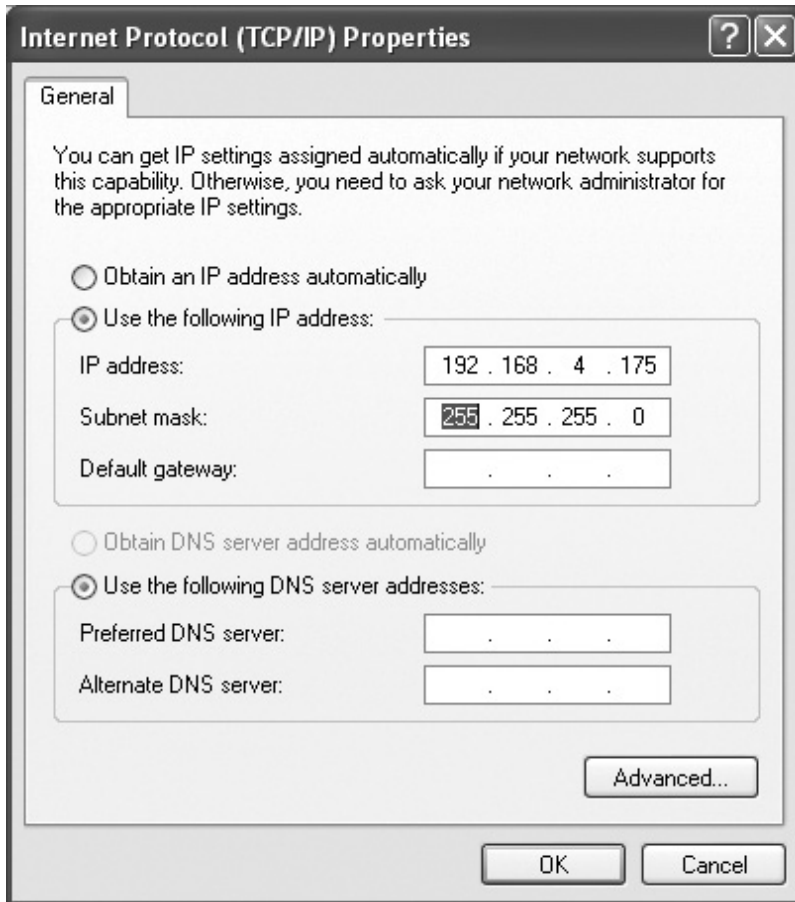 Internet Protocol (TCP/IP) Properties
General
You can get IP settings assigned automatically if your network supports
this capability. Otherwise, you need to ask your network administrator for
the appropriate IP settings.
Obtain an IP address automatically
Use the following IP address:
IP address: 192 . 168 . 4 . 175
Subnet mask: 255 . 255 . 255 . 0
Default gateway: . . .
Obtain DNS server address automatically
Use the following DNS server addresses:
Preferred DNS server: . . .
Alternate DNS server: . . .
Advanced...
OK Cancel